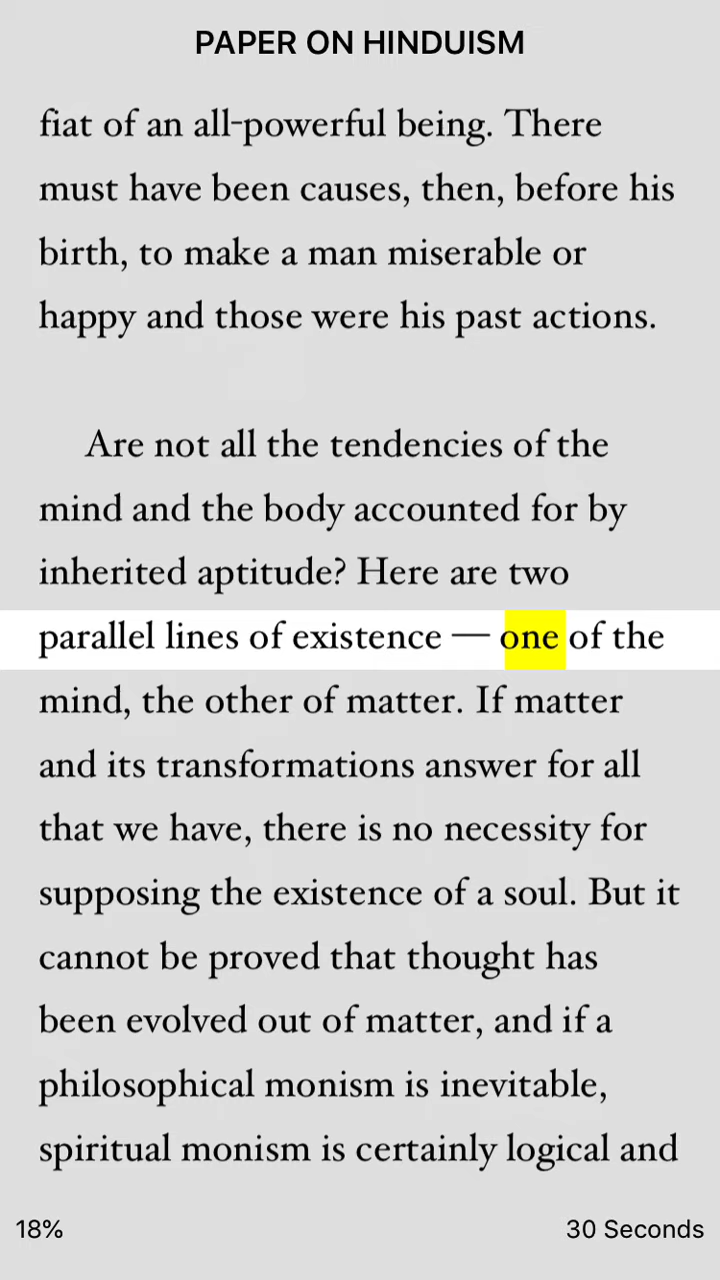 PAPER ON HINDUISM
fiat of an all-powerful being. There
must have been causes, then, before his
birth, to make a man miserable or
happy and those were his past actions.
Are not all the tendencies of the
mind and the body accounted for by
inherited aptitude? Here are two
parallel lines of existence — one of the
mind, the other of matter. If matter
and its transformations answer for all
that we have, there is no necessity for
supposing the existence of a soul. But it
cannot be proved that thought has
been evolved out of matter, and if a
philosophical monism is inevitable,
spiritual monism is certainly logical and
18%
30 Seconds